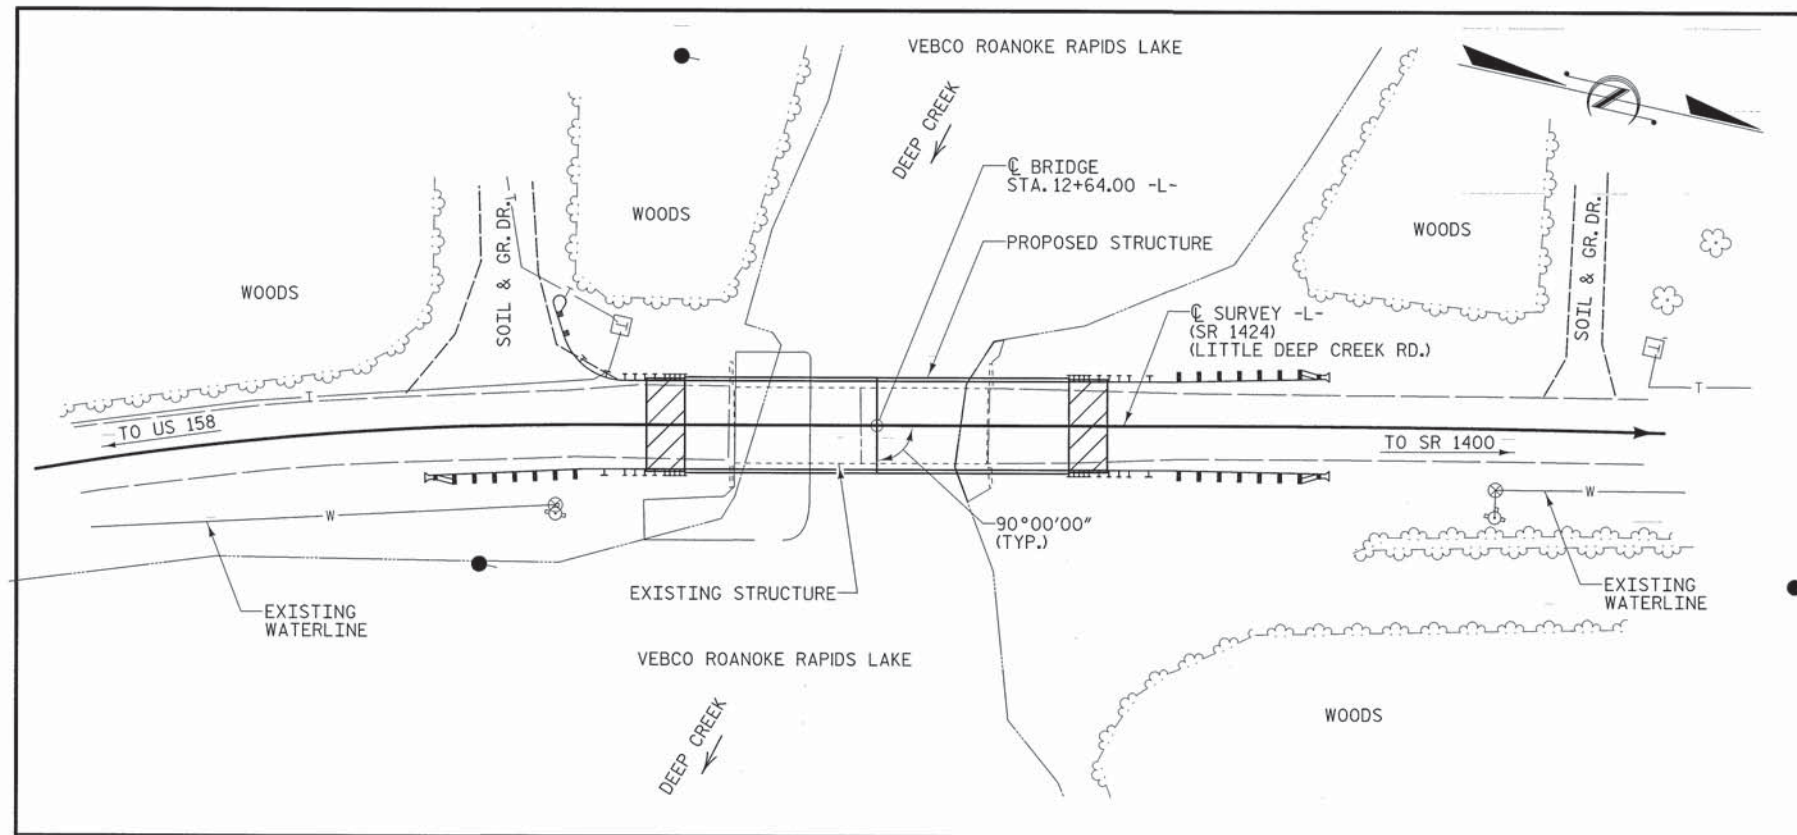 VEBCO ROANOKE RAPIDS LAKE
DEEP CREEK
℄ BRIDGE
STA. 12+64.00 -L-
PROPOSED STRUCTURE
WOODS
WOODS
WOODS
SOIL & GR. DR.
SOIL & GR. DR.
T
T
T
℄ SURVEY -L-
(SR 1424)
(LITTLE DEEP CREEK RD.)
T
T
TO US 158
TO SR 1400
W
W
90°00'00"
(TYP.)
EXISTING STRUCTURE
EXISTING
WATERLINE
EXISTING
WATERLINE
VEBCO ROANOKE RAPIDS LAKE
DEEP CREEK
WOODS